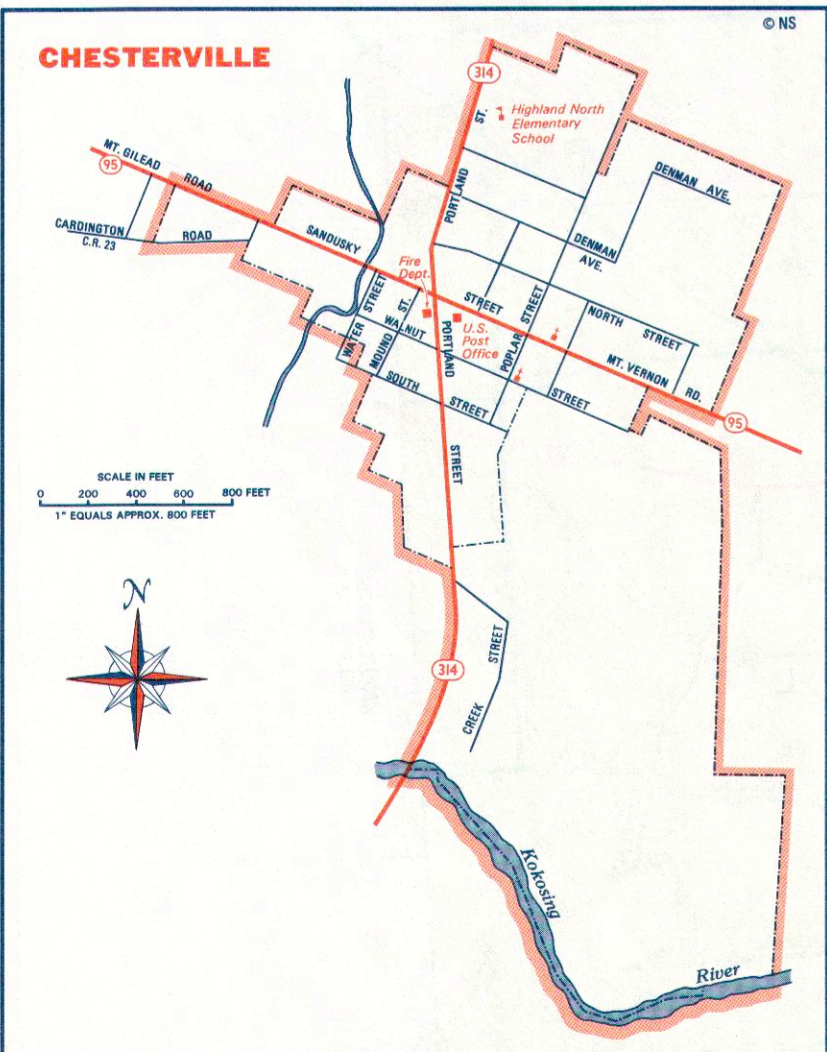 © NS
CHESTERVILLE
314
Highland North
Elementary
School
PORTLAND ST.
MT. GILEAD ROAD
95
CARDINGTON ROAD
C.R. 23
SANDUSKY STREET
DENMAN AVE.
DENMAN
AVE.
Fire
Dept.
WATER STREET
MOUND ST.
WALNUT STREET
U.S.
Post
Office
PORTLAND STREET
POPLAR STREET
NORTH STREET
MT. VERNON RD.
95
SOUTH STREET
SCALE IN FEET
0 200 400 600 800 FEET
1" EQUALS APPROX. 800 FEET
N
314
CREEK STREET
Kokosing River